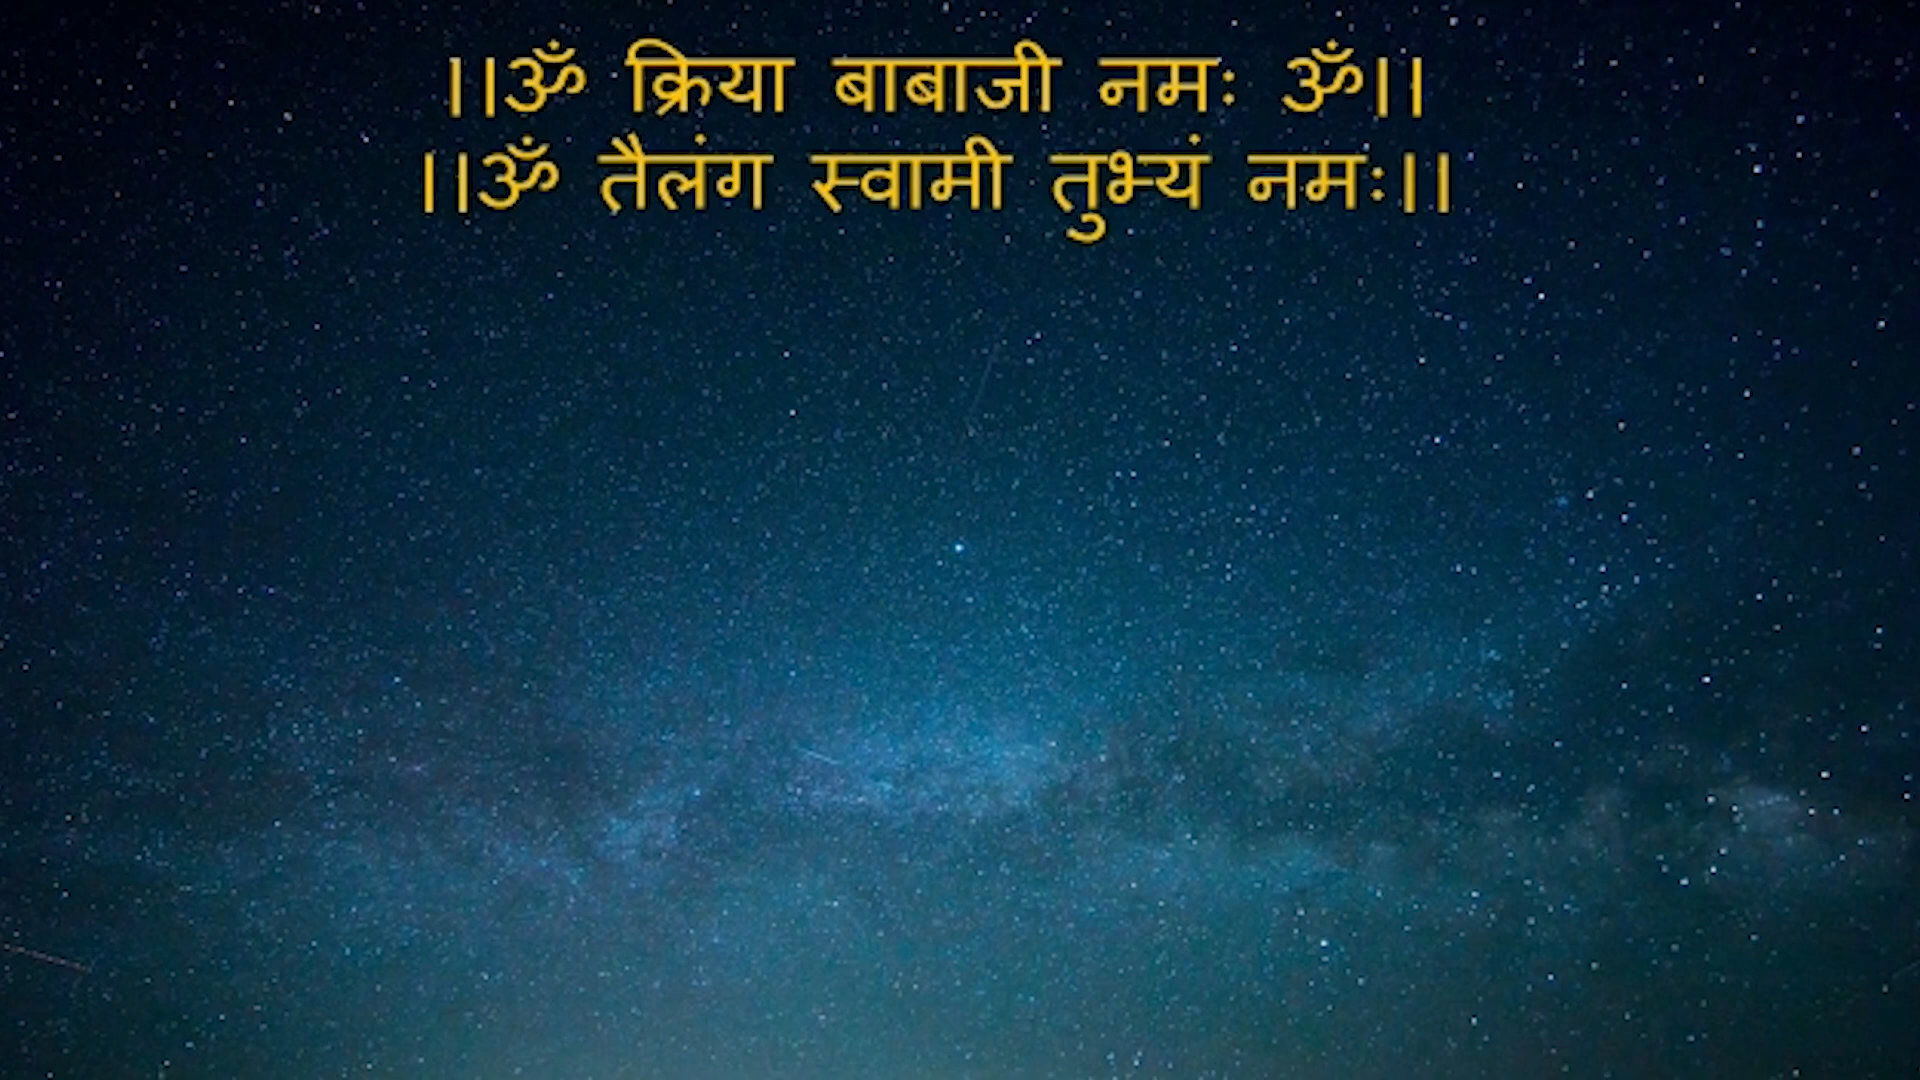 ।।ॐ क्रिया बाबाजी नमः ॐ।।
।।ॐ तैलंग स्वामी तुभ्यं नमः।।